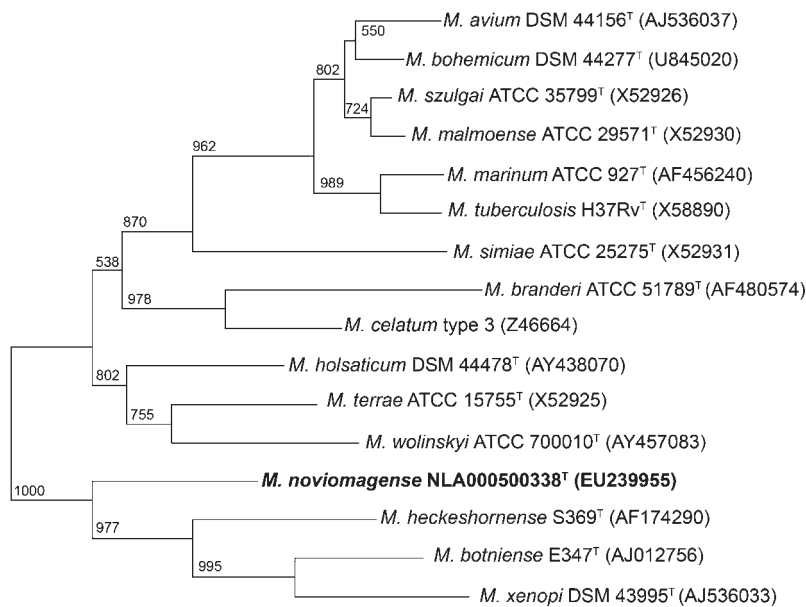 M. avium DSM 44156ᵀ (AJ536037)
550
M. bohemicum DSM 44277ᵀ (U845020)
802
M. szulgai ATCC 35799ᵀ (X52926)
724
M. malmoense ATCC 29571ᵀ (X52930)
962
M. marinum ATCC 927ᵀ (AF456240)
989
M. tuberculosis H37Rvᵀ (X58890)
870
M. simiae ATCC 25275ᵀ (X52931)
538
M. branderi ATCC 51789ᵀ (AF480574)
978
M. celatum type 3 (Z46664)
M. holsaticum DSM 44478ᵀ (AY438070)
802
M. terrae ATCC 15755ᵀ (X52925)
755
M. wolinskyi ATCC 700010ᵀ (AY457083)
M. noviomagense NLA000500338ᵀ (EU239955)
1000
M. heckeshornense S369ᵀ (AF174290)
977
M. botniense E347ᵀ (AJ012756)
995
M. xenopi DSM 43995ᵀ (AJ536033)